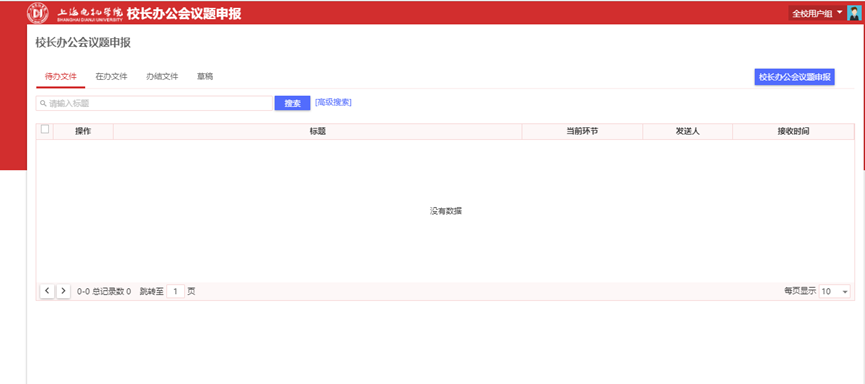 上海电机学院 校长办公会议题申报 全校用户组
SHANGHAI DIANJI UNIVERSITY
校长办公会议题申报
待办文件 在办文件 办结文件 草稿 校长办公会议题申报
请输入标题 搜索 [高级搜索]
操作 标题 当前环节 发送人 接收时间
没有数据
0-0 总记录数 0 跳转至 1 页 每页显示 10